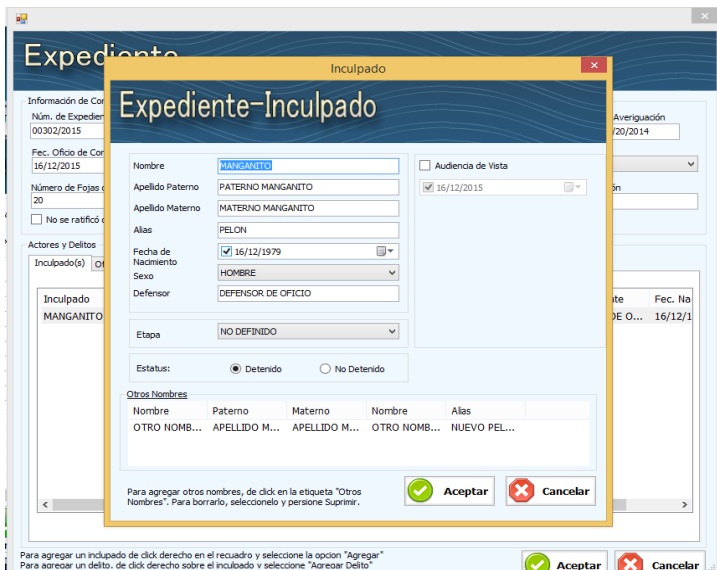 Expediente
Inculpado
Expediente-Inculpado
Información de Con
Núm. de Expedien
00302/2015
Averiguación
/20/2014
Fec. Oficio de Con
16/12/2015
Número de Fojas
20
No se ratificó
Nombre
MANGANITO
Apellido Paterno
PATERNO MANGANITO
Apellido Materno
MATERNO MANGANITO
Alias
PELON
Fecha de
Nacimiento
16/12/1979
Sexo
HOMBRE
Defensor
DEFENSOR DE OFICIO
Audiencia de Vista
16/12/2015
Etapa
NO DEFINIDO
Estatus:
Detenido
No Detenido
Actores y Delitos
Inculpado(s)
Inculpado
Fec. Na
MANGANITO
DE O...
16/12/1
Otros Nombres
Nombre Paterno Materno Nombre Alias
OTRO NOMB... APELLIDO M... APELLIDO M... OTRO NOMB... NUEVO PEL...
Para agregar otros nombres, de click en la etiqueta "Otros
Nombres". Para borrarlo, seleccionelo y persione Suprimir.
Aceptar
Cancelar
Para agregar un inclupado de click derecho en el recuadro y seleccione la opcion "Agregar"
Para agregar un delito, de click derecho sobre el inculpado y seleccione "Agregar Delito"
Aceptar
Cancelar